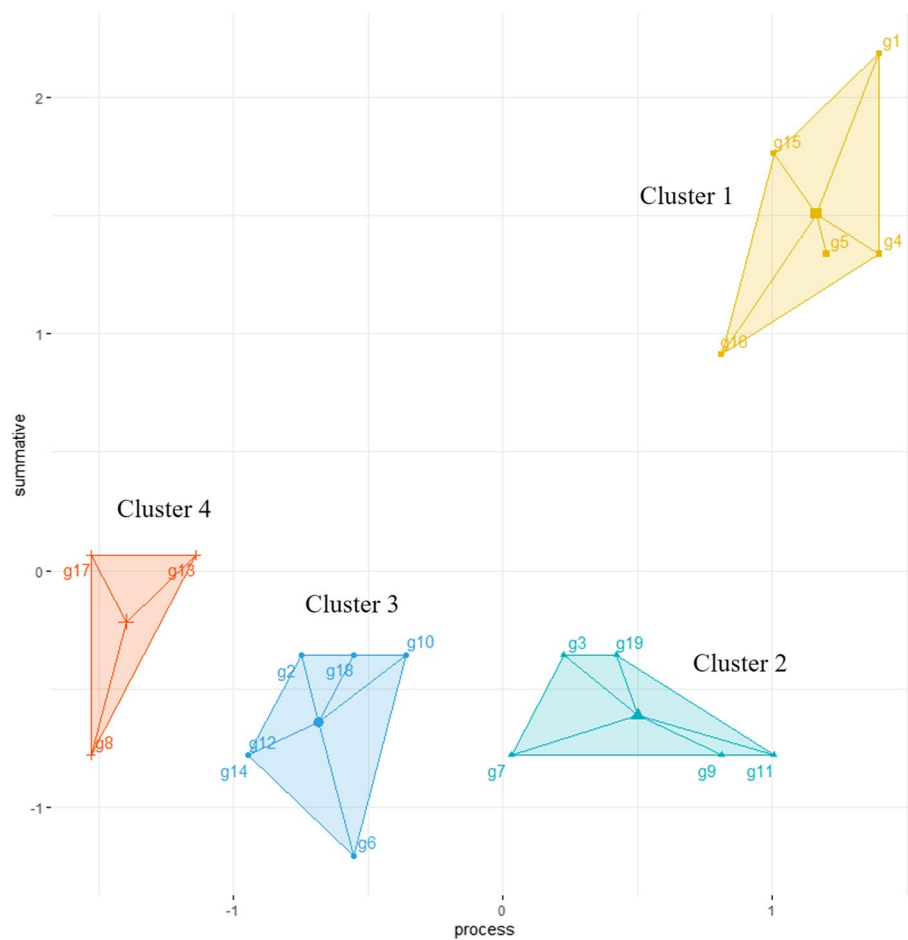 g1
2
g15
Cluster 1
g5
g4
1
g16
summative
Cluster 4
0
g17
g13
Cluster 3
g3
g19
g10
g2
g18
Cluster 2
g8
g12
g14
g7
g9
g11
-1
g6
-1
0
1
process